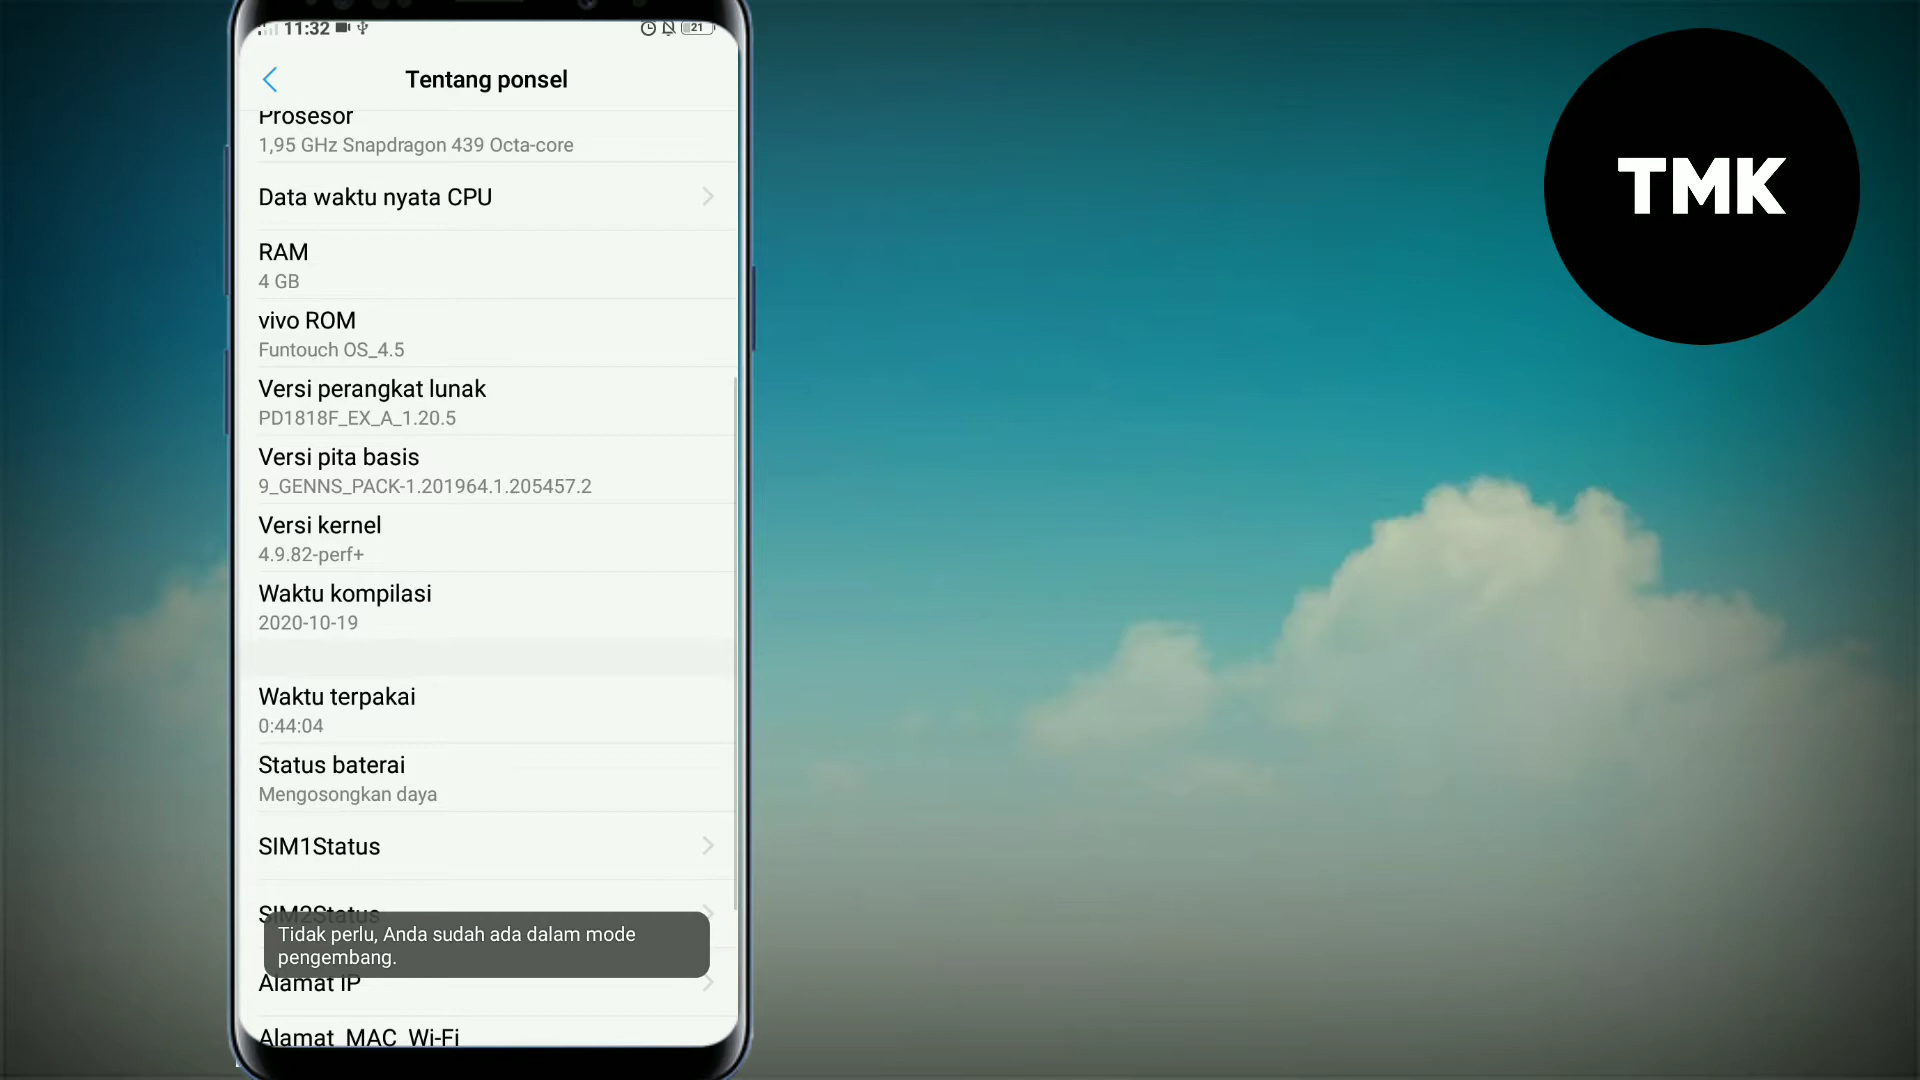 11:32
21
Tentang ponsel
Prosesor
1,95 GHz Snapdragon 439 Octa-core
Data waktu nyata CPU
RAM
4 GB
vivo ROM
Funtouch OS_4.5
Versi perangkat lunak
PD1818F_EX_A_1.20.5
Versi pita basis
9_GENNS_PACK-1.201964.1.205457.2
Versi kernel
4.9.82-perf+
Waktu kompilasi
2020-10-19
Waktu terpakai
0:44:04
Status baterai
Mengosongkan daya
SIM1Status
SIM2Status
Tidak perlu, Anda sudah ada dalam mode
pengembang.
Alamat IP
Alamat MAC Wi-Fi
TMK